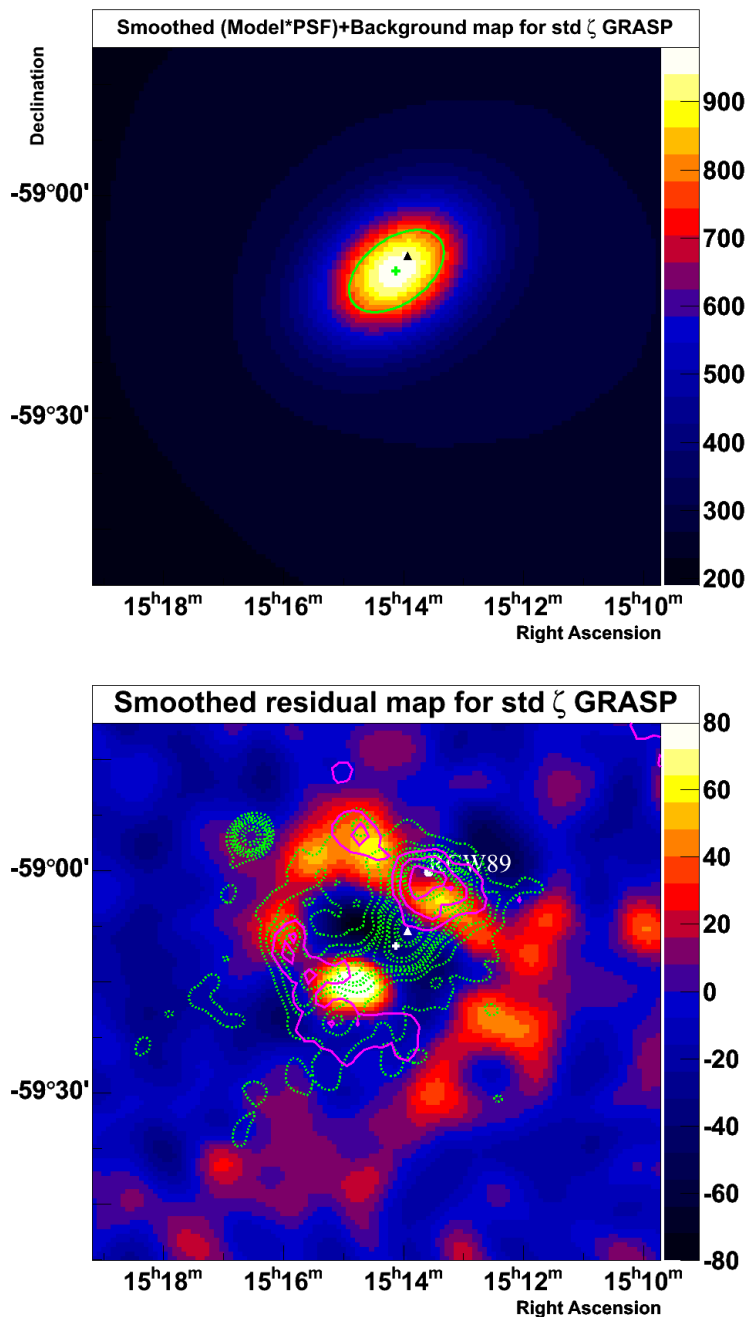 Smoothed (Model*PSF)+Background map for std ζ GRASP
Declination
900
800
700
600
500
400
300
200
-59°00'
-59°30'
15ʰ18ᵐ 15ʰ16ᵐ 15ʰ14ᵐ 15ʰ12ᵐ 15ʰ10ᵐ
Right Ascension
Smoothed residual map for std ζ GRASP
80
60
40
20
0
-20
-40
-60
-80
RCW89
-59°00'
-59°30'
15ʰ18ᵐ 15ʰ16ᵐ 15ʰ14ᵐ 15ʰ12ᵐ 15ʰ10ᵐ
Right Ascension